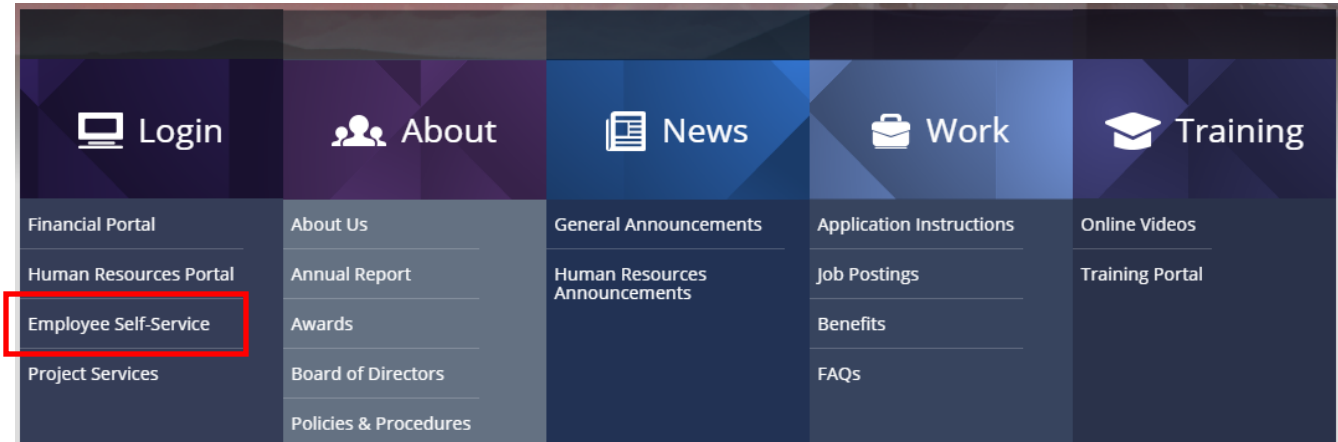 Login
Financial Portal
Human Resources Portal
Employee Self-Service
Project Services
About
About Us
Annual Report
Awards
Board of Directors
Policies & Procedures
News
General Announcements
Human Resources
Announcements
Work
Application Instructions
Job Postings
Benefits
FAQs
Training
Online Videos
Training Portal